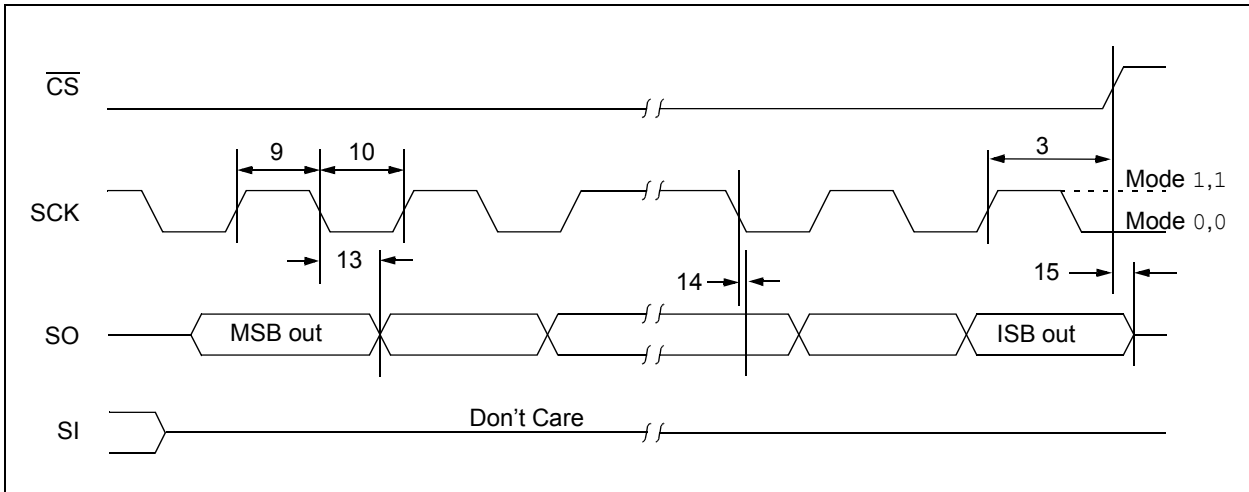 CS
9
10
3
SCK
Mode 1,1
Mode 0,0
13
14
15
SO
MSB out
ISB out
SI
Don't Care